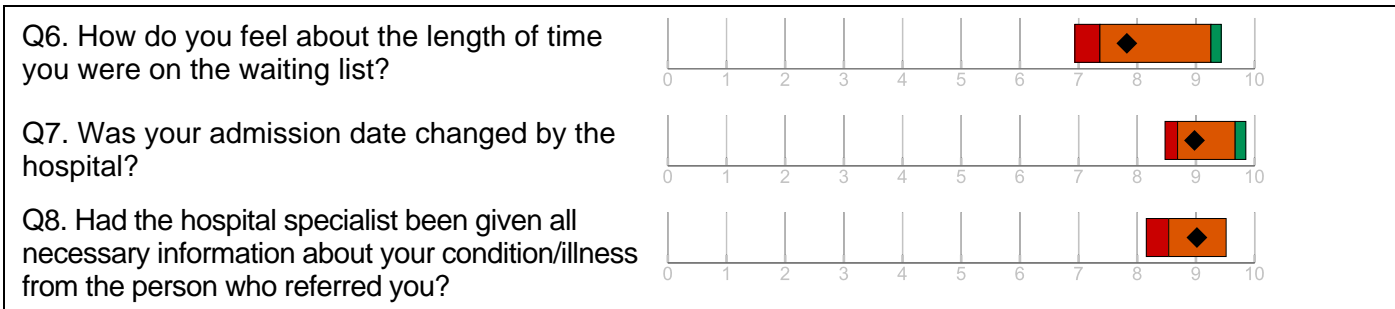 Q6. How do you feel about the length of time
you were on the waiting list?
0 1 2 3 4 5 6 7 8 9 10
Q7. Was your admission date changed by the
hospital?
0 1 2 3 4 5 6 7 8 9 10
Q8. Had the hospital specialist been given all
necessary information about your condition/illness
from the person who referred you?
0 1 2 3 4 5 6 7 8 9 10